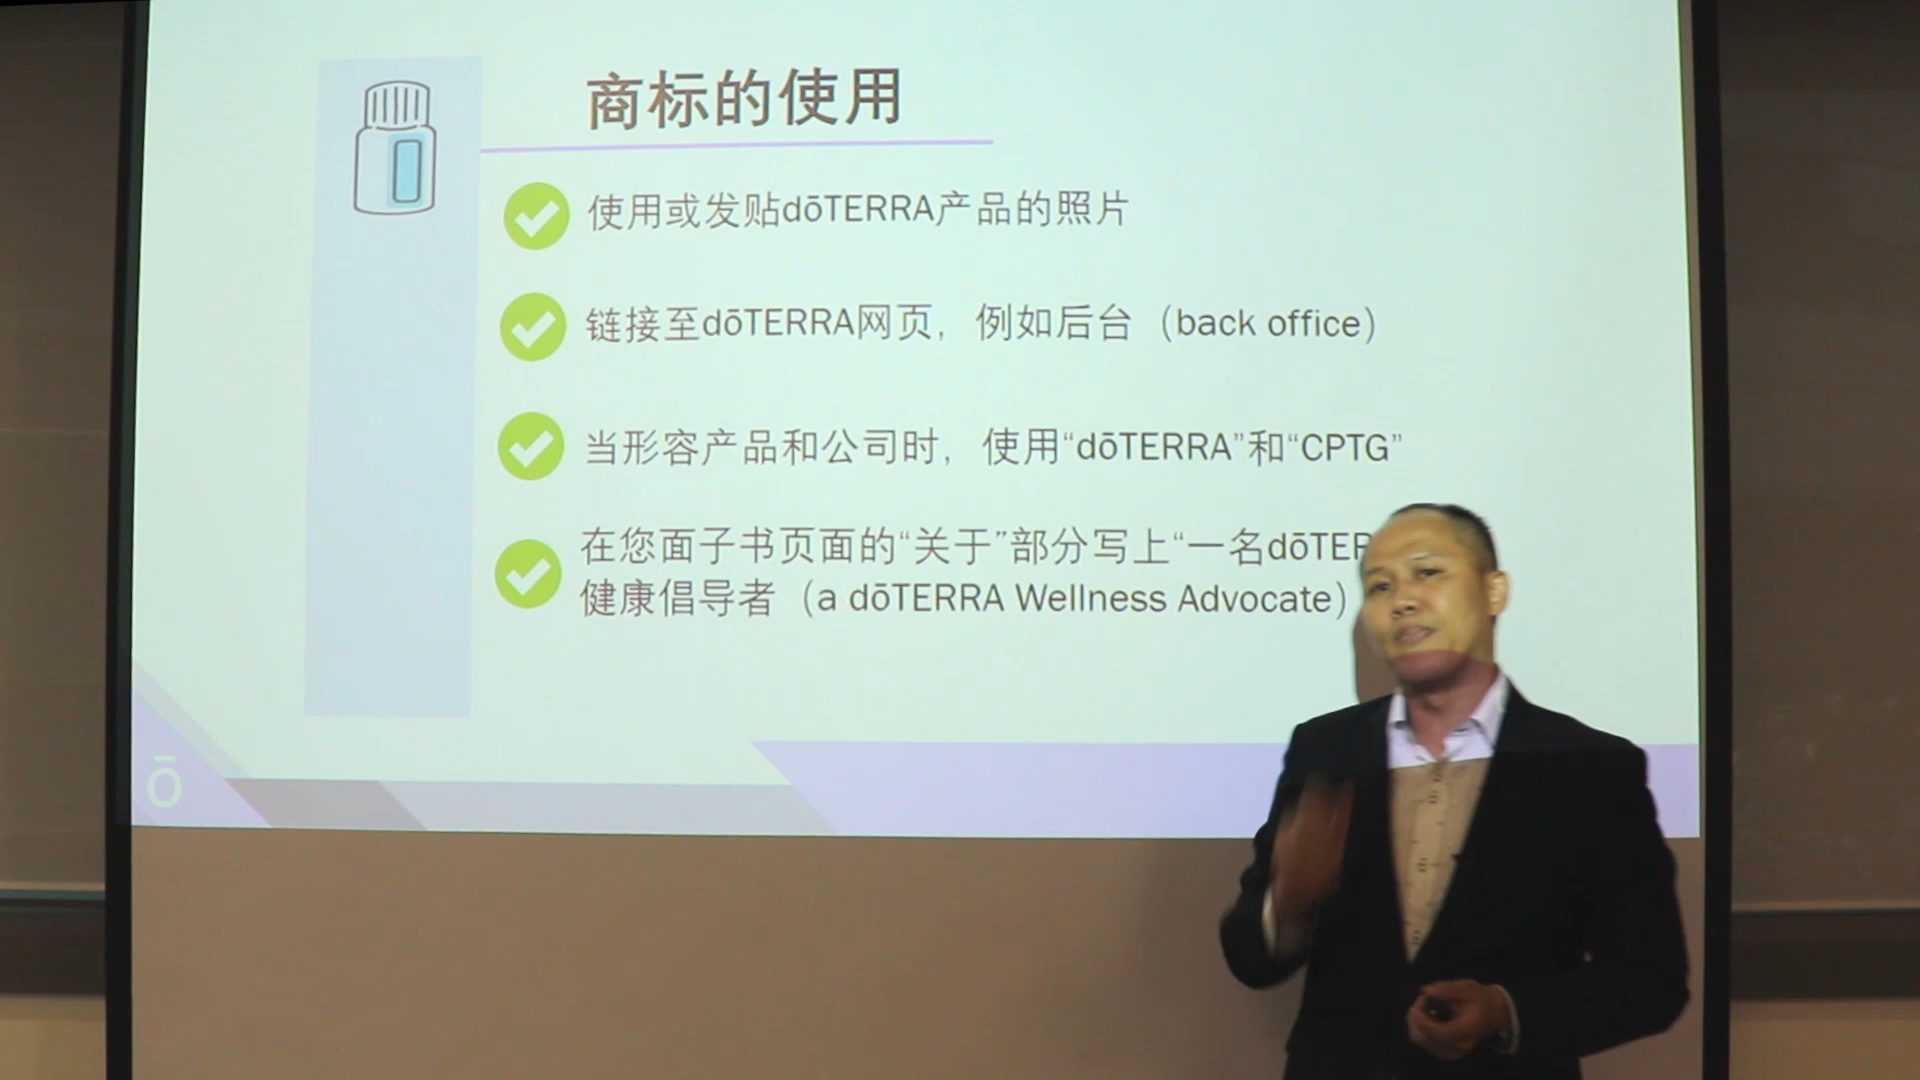 商标的使用
使用或发贴dōTERRA产品的照片
链接至dōTERRA网页，例如后台（back office）
当形容产品和公司时，使用“dōTERRA”和“CPTG”
在您面子书页面的“关于”部分写上“一名dōTER
健康倡导者（a dōTERRA Wellness Advocate）
ō